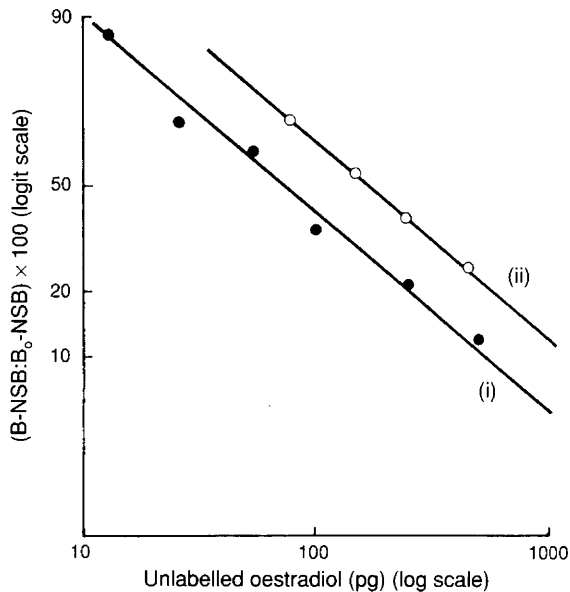 (B-NSB:B₀-NSB) × 100 (logit scale)
90
50
20
10
(ii)
(i)
10
100
1000
Unlabelled oestradiol (pg) (log scale)